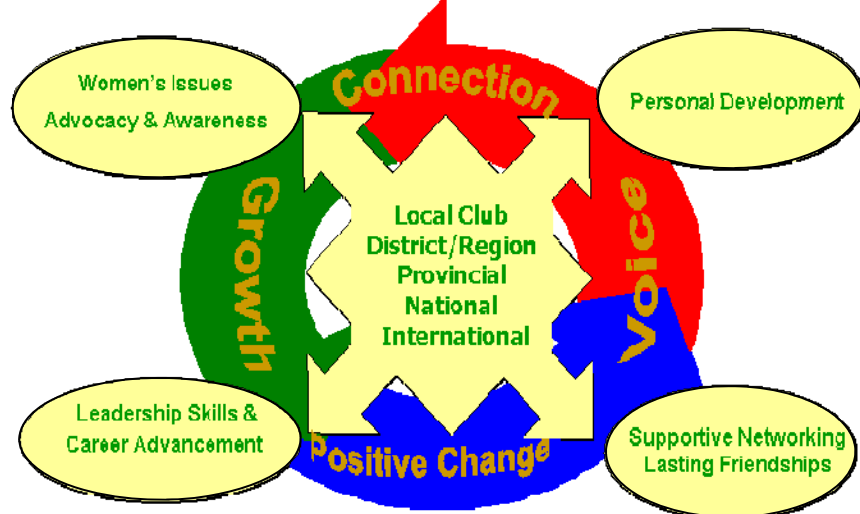 Connection
Women's Issues
Advocacy & Awareness
Personal Development
Growth
Local Club
District/Region
Provincial
National
International
Voice
Leadership Skills &
Career Advancement
Positive Change
Supportive Networking
Lasting Friendships